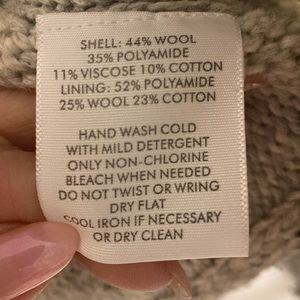 SHELL: 44% WOOL
35% POLYAMIDE
11% VISCOSE 10% COTTON
LINING: 52% POLYAMIDE
25% WOOL 23% COTTON
HAND WASH COLD
WITH MILD DETERGENT
ONLY NON-CHLORINE
BLEACH WHEN NEEDED
DO NOT TWIST OR WRING
DRY FLAT
COOL IRON IF NECESSARY
OR DRY CLEAN